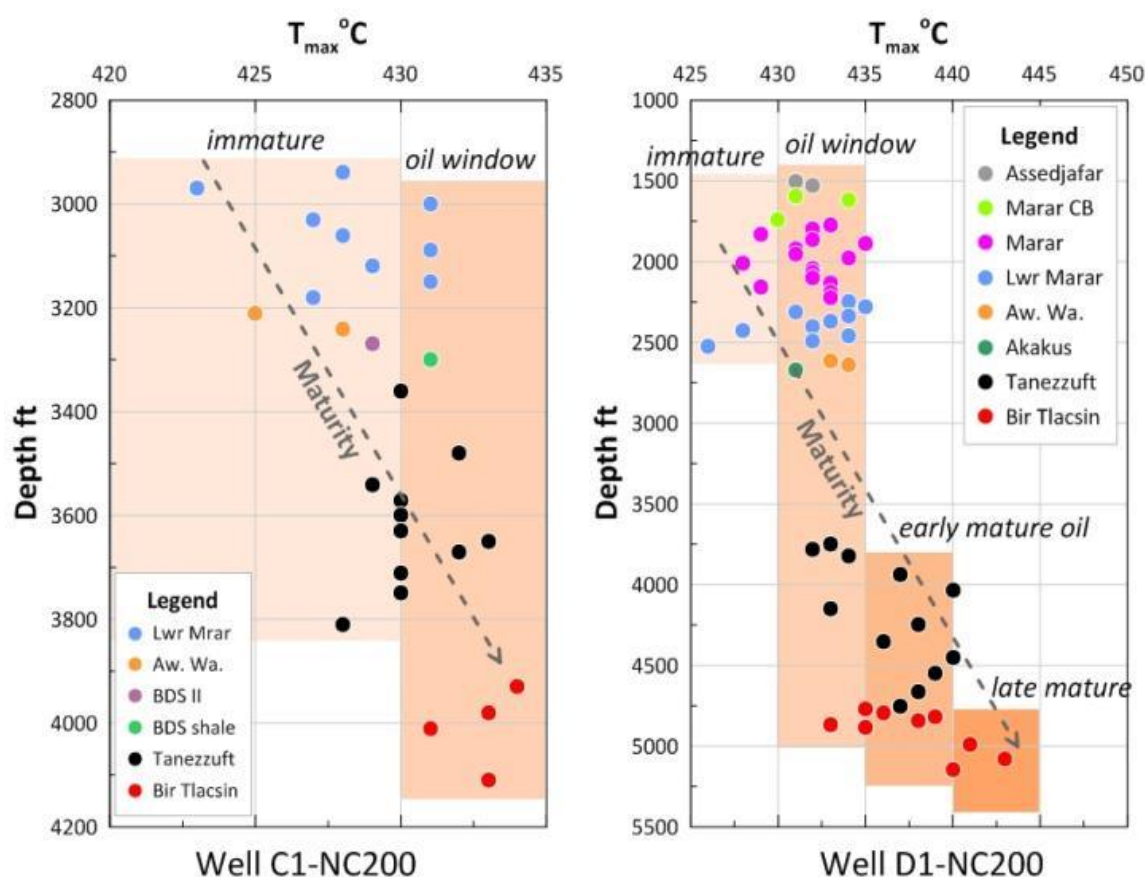 Tmax°C
420 425 430 435
2800
3000
3200
3400
3600
3800
4000
4200
Depth ft
immature
oil window
Maturity
Legend
Lwr Mrar
Aw. Wa.
BDS II
BDS shale
Tanezzuft
Bir Tlacsin
Well C1-NC200
Tmax°C
425 430 435 440 445 450
1000
1500
2000
2500
3000
3500
4000
4500
5000
5500
Depth ft
immature
oil window
Maturity
early mature oil
late mature
Legend
Assedjafar
Marar CB
Marar
Lwr Marar
Aw. Wa.
Akakus
Tanezzuft
Bir Tlacsin
Well D1-NC200